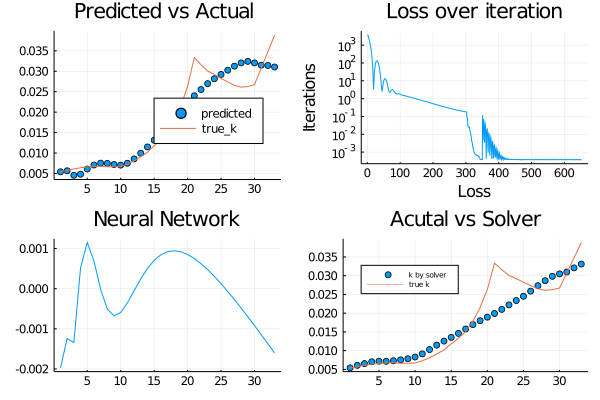 Predicted vs Actual
0.035
0.030
0.025
0.020
0.015
0.010
0.005
predicted
true_k
5 10 15 20 25 30
Loss over iteration
Iterations
10^3
10^2
10^1
10^0
10^-1
10^-2
10^-3
0 100 200 300 400 500 600
Loss
Neural Network
0.001
0.000
-0.001
-0.002
5 10 15 20 25 30
Acutal vs Solver
0.035
0.030
0.025
0.020
0.015
0.010
0.005
k by solver
true k
5 10 15 20 25 30